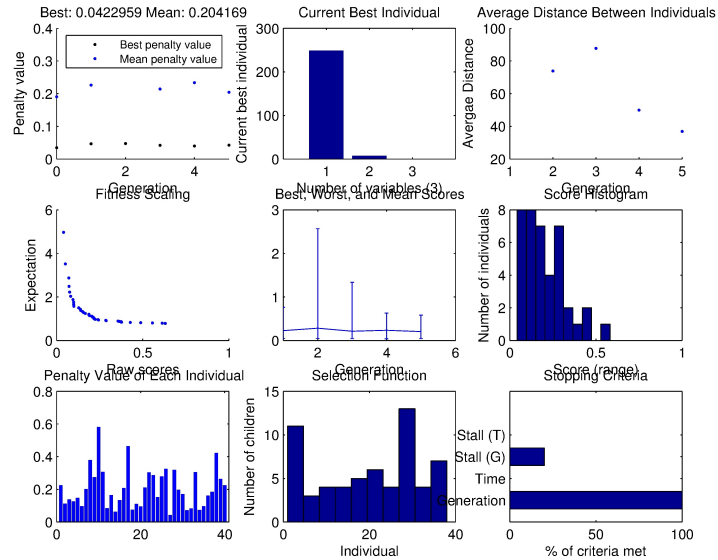 Best: 0.0422959 Mean: 0.204169
Penalty value
0.4
0.3
0.2
0.1
0
Best penalty value
Mean penalty value
0 2 4
Generation
Current Best Individual
Current best individual
300
200
100
0
1 2 3
Number of variables (3)
Average Distance Between Individuals
Avergae Distance
100
80
60
40
20
1 2 3 4 5
Generation
Fitness Scaling
Expectation
6
4
2
0
0 0.5 1
Raw scores
Best, Worst, and Mean Scores
3
2
1
0
2 4 6
Generation
Score Histogram
Number of individuals
8
6
4
2
0
0 0.5 1
Score (range)
Penalty Value of Each Individual
0.8
0.6
0.4
0.2
0
0 10 20 30 40
Selection Function
Number of children
15
10
5
0
0 10 20 30 40
Individual
Stopping Criteria
Stall (T)
Stall (G)
Time
Generation
0 50 100
% of criteria met